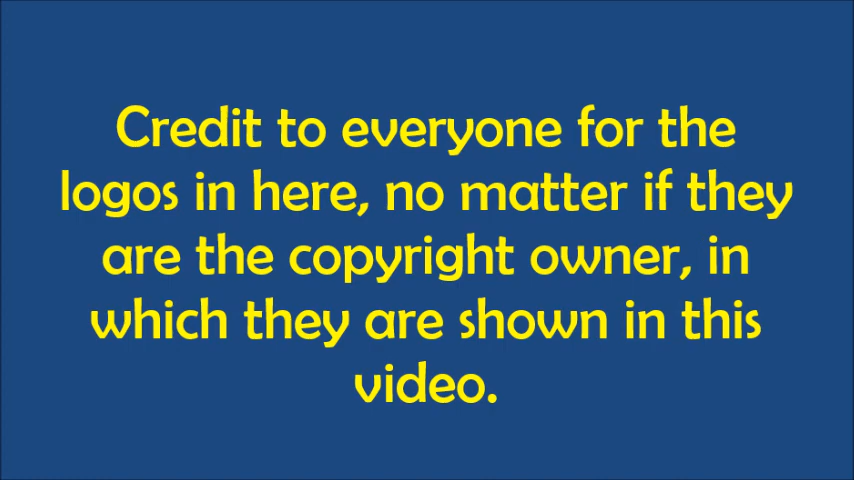 Credit to everyone for the
logos in here, no matter if they
are the copyright owner, in
which they are shown in this
video.